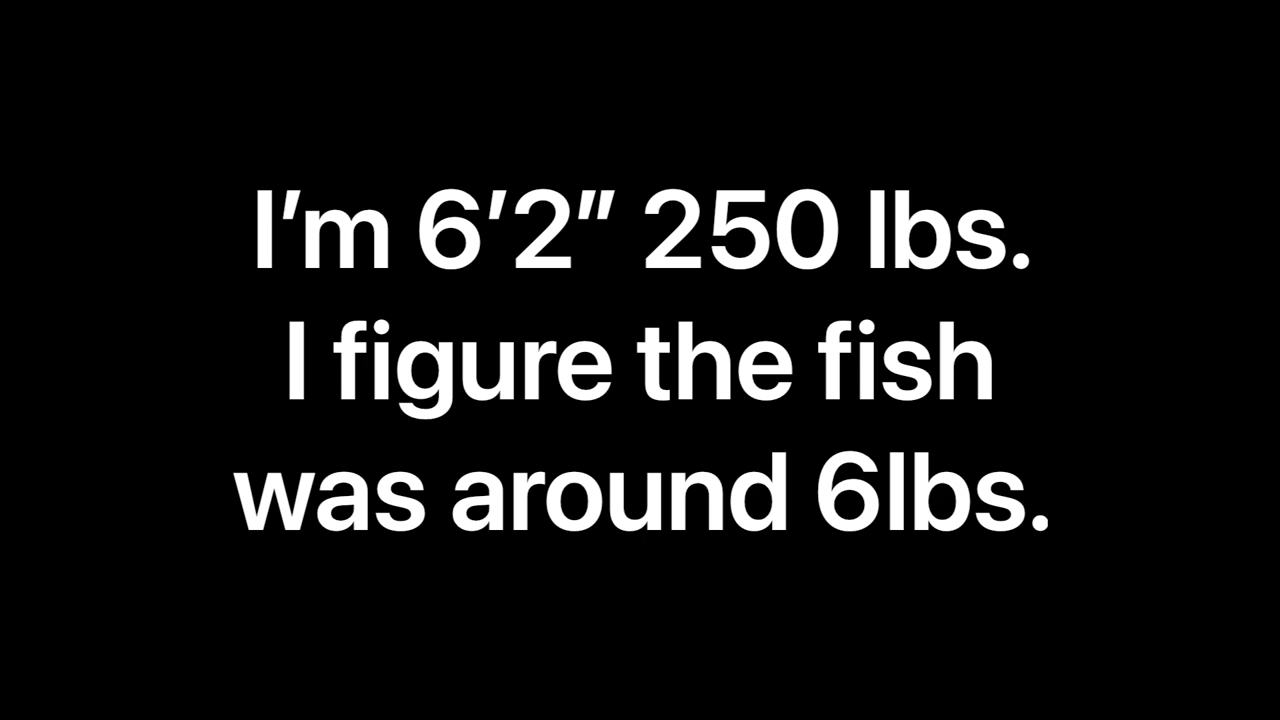 I’m 6’2” 250 lbs.
I figure the fish
was around 6lbs.